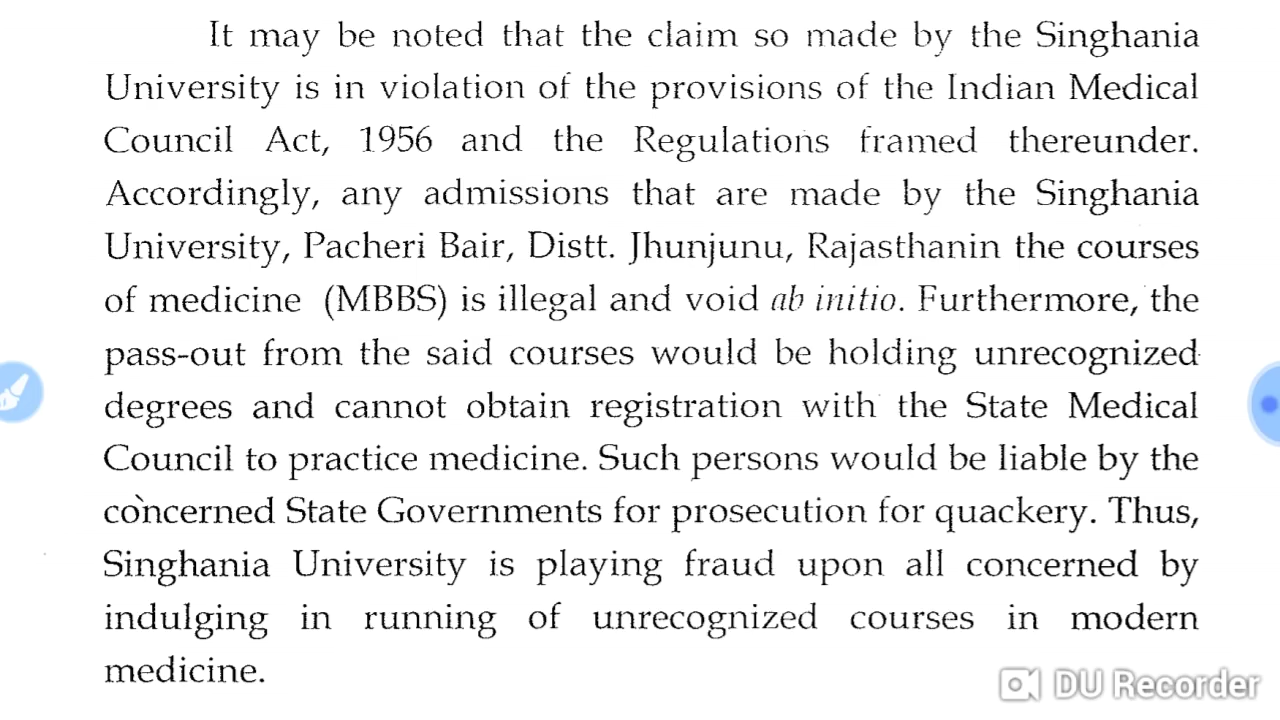 It may be noted that the claim so made by the Singhania
University is in violation of the provisions of the Indian Medical
Council Act, 1956 and the Regulations framed thereunder.
Accordingly, any admissions that are made by the Singhania
University, Pacheri Bair, Distt. Jhunjunu, Rajasthanin the courses
of medicine (MBBS) is illegal and void ab initio. Furthermore, the
pass-out from the said courses would be holding unrecognized
degrees and cannot obtain registration with the State Medical
Council to practice medicine. Such persons would be liable by the
concerned State Governments for prosecution for quackery. Thus,
Singhania University is playing fraud upon all concerned by
indulging in running of unrecognized courses in modern
medicine.
DU Recorder